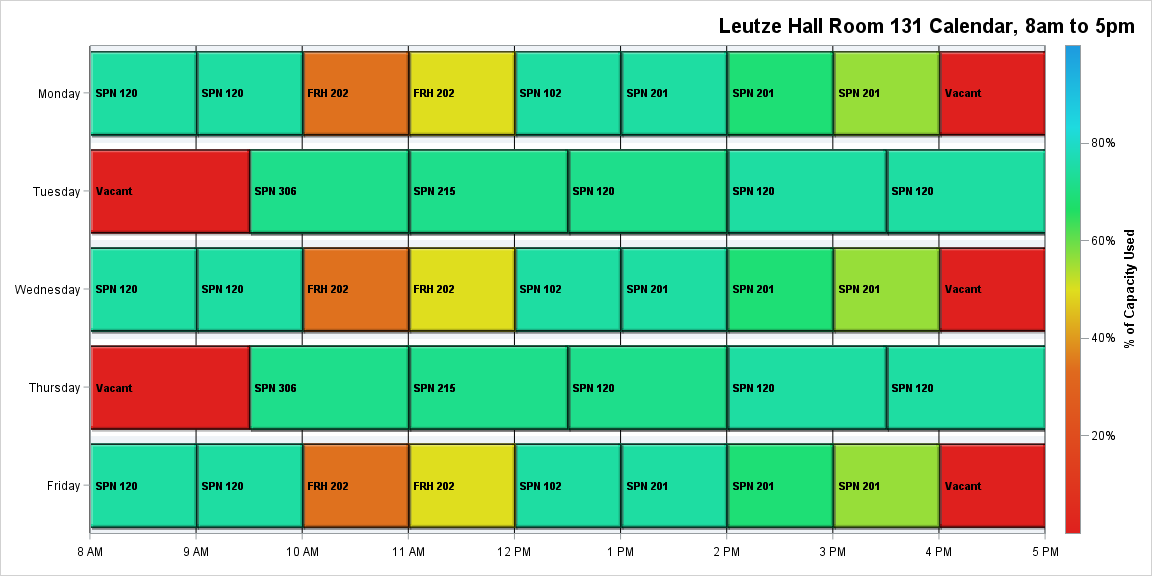 Leutze Hall Room 131 Calendar, 8am to 5pm
Monday
SPN 120
SPN 120
FRH 202
FRH 202
SPN 102
SPN 201
SPN 201
SPN 201
Vacant
Tuesday
Vacant
SPN 306
SPN 215
SPN 120
SPN 120
SPN 120
Wednesday
SPN 120
SPN 120
FRH 202
FRH 202
SPN 102
SPN 201
SPN 201
SPN 201
Vacant
Thursday
Vacant
SPN 306
SPN 215
SPN 120
SPN 120
SPN 120
Friday
SPN 120
SPN 120
FRH 202
FRH 202
SPN 102
SPN 201
SPN 201
SPN 201
Vacant
8 AM
9 AM
10 AM
11 AM
12 PM
1 PM
2 PM
3 PM
4 PM
5 PM
80%
60%
40%
20%
% of Capacity Used